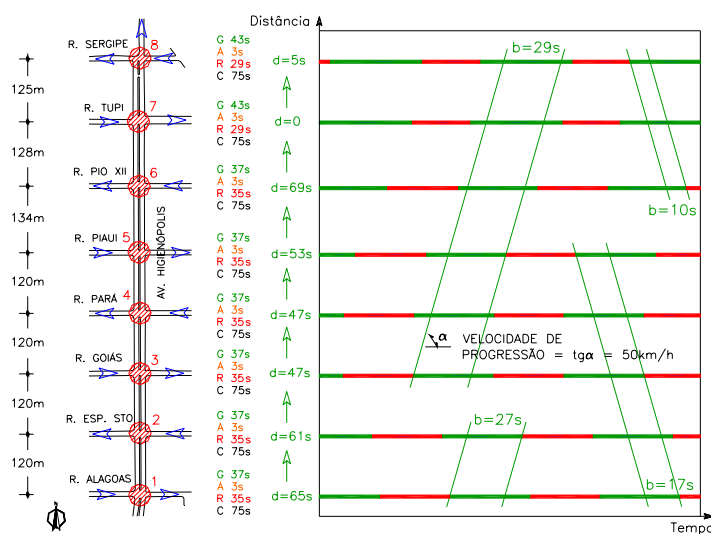 Distância
R. SERGIPE
8
G 43s
A 3s
R 29s
C 75s
d=5s
b=29s
125m
R. TUPI
7
G 43s
A 3s
R 29s
C 75s
d=0
128m
R. PIO XII
6
G 37s
A 3s
R 35s
C 75s
d=69s
b=10s
134m
R. PIAUI
5
G 37s
A 3s
R 35s
C 75s
d=53s
AV. HIGIENÓPOLIS
120m
R. PARÁ
4
G 37s
A 3s
R 35s
C 75s
d=47s
α VELOCIDADE DE
PROGRESSÃO = tgα = 50km/h
120m
R. GOIÁS
3
G 37s
A 3s
R 35s
C 75s
d=47s
120m
R. ESP. STO
2
G 37s
A 3s
R 35s
C 75s
d=61s
b=27s
120m
R. ALAGOAS
1
G 37s
A 3s
R 35s
C 75s
d=65s
b=17s
Tempo